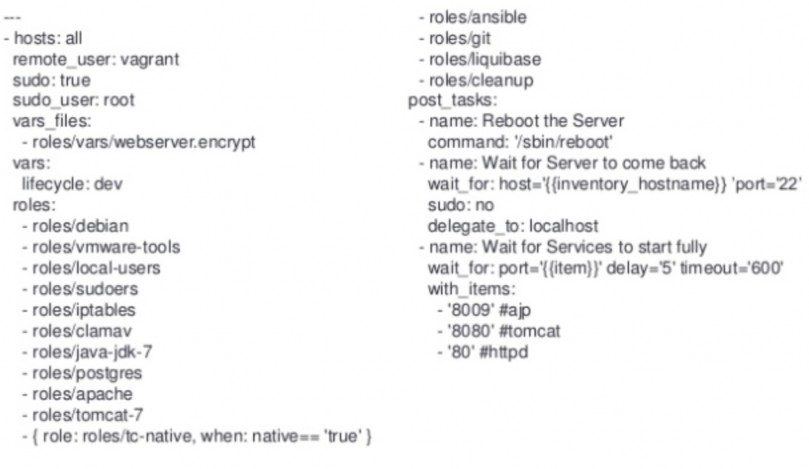 ---
- hosts: all
remote_user: vagrant
sudo: true
sudo_user: root
vars_files:
- roles/vars/webserver.encrypt
vars:
lifecycle: dev
roles:
- roles/debian
- roles/vmware-tools
- roles/local-users
- roles/sudoers
- roles/iptables
- roles/clamav
- roles/java-jdk-7
- roles/postgres
- roles/apache
- roles/tomcat-7
- { role: roles/tc-native, when: native== 'true' }
- roles/ansible
- roles/git
- roles/liquibase
- roles/cleanup
post_tasks:
- name: Reboot the Server
command: '/sbin/reboot'
- name: Wait for Server to come back
wait_for: host='{{inventory_hostname}} 'port='22'
sudo: no
delegate_to: localhost
- name: Wait for Services to start fully
wait_for: port='{{item}}' delay='5' timeout='600'
with_items:
- '8009' #ajp
- '8080' #tomcat
- '80' #httpd